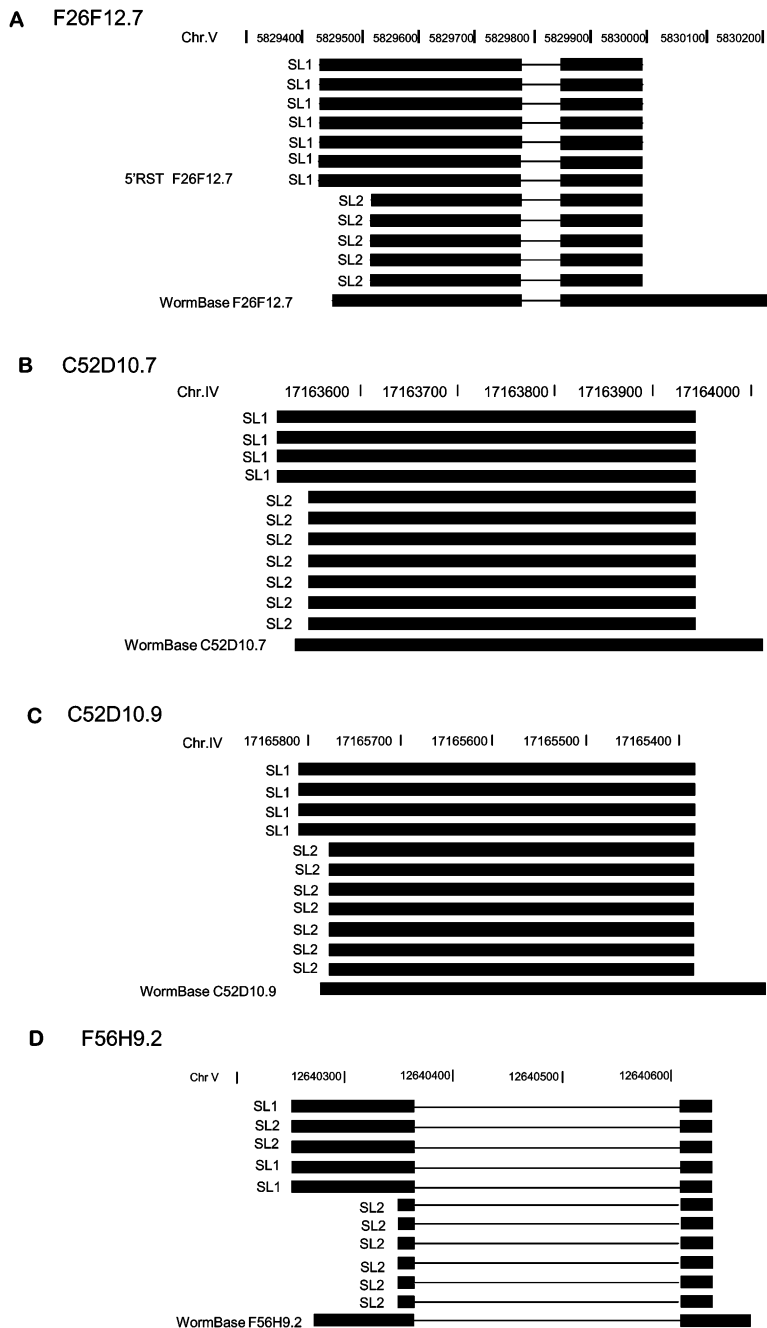 A F26F12.7
Chr.V 5829400 5829500 5829600 5829700 5829800 5829900 5830000 5830100 5830200
SL1
SL1
SL1
SL1
SL1
SL1
5'RST F26F12.7 SL1
SL2
SL2
SL2
SL2
SL2
WormBase F26F12.7
B C52D10.7
Chr.IV 17163600 17163700 17163800 17163900 17164000
SL1
SL1
SL1
SL1
SL2
SL2
SL2
SL2
SL2
SL2
SL2
WormBase C52D10.7
C C52D10.9
Chr.IV 17165800 17165700 17165600 17165500 17165400
SL1
SL1
SL1
SL1
SL2
SL2
SL2
SL2
SL2
SL2
SL2
WormBase C52D10.9
D F56H9.2
Chr V 12640300 12640400 12640500 12640600
SL1
SL2
SL2
SL1
SL1
SL2
SL2
SL2
SL2
SL2
SL2
WormBase F56H9.2